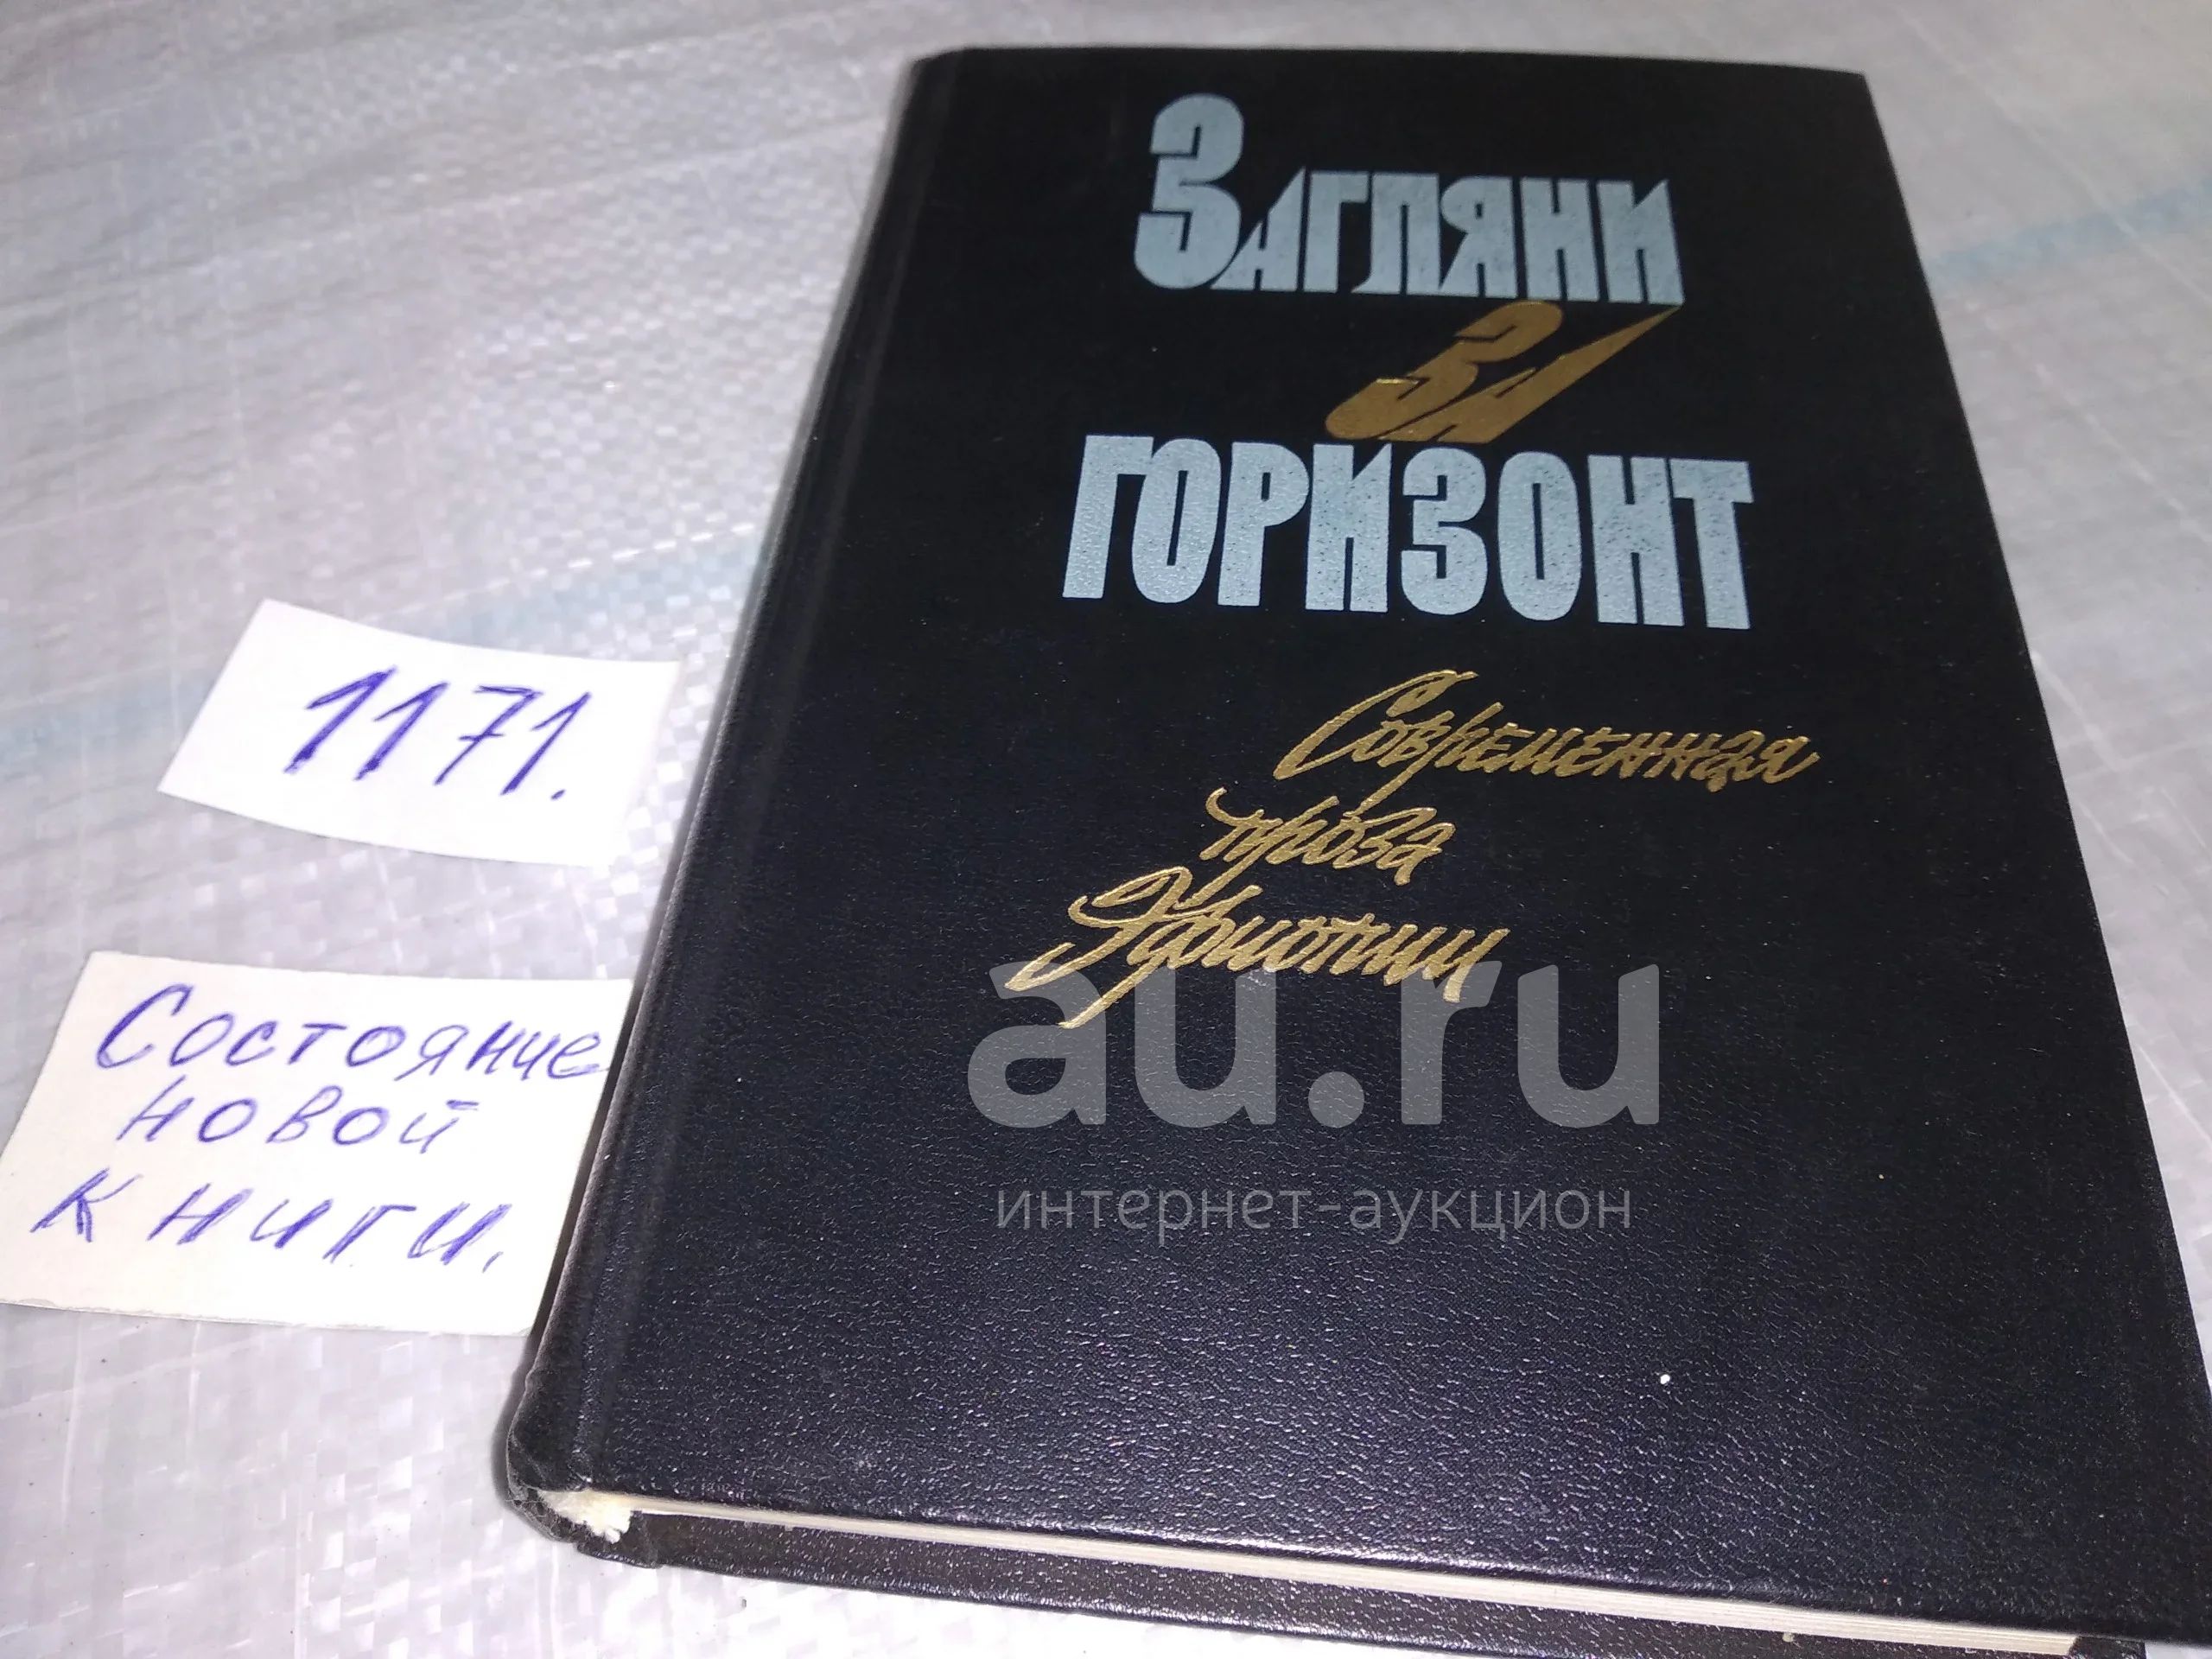 Загляни
за
горизонт
Современная
проза
Эфиопии
1171.
Состояние
новой
книги.
au.ru
интернет-аукцион